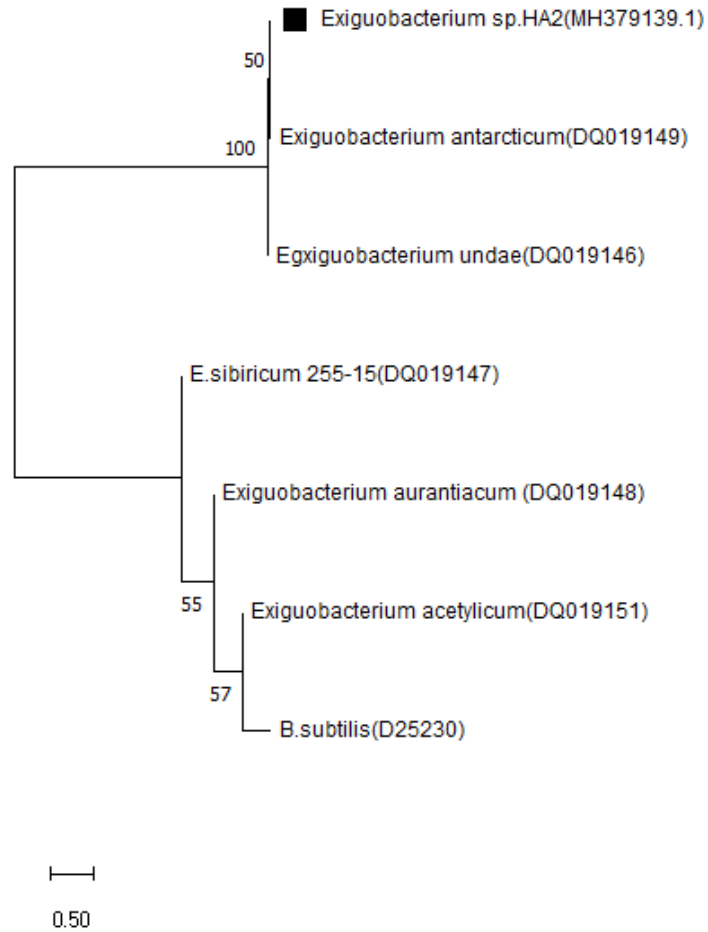 Exiguobacterium sp.HA2(MH379139.1)
50
Exiguobacterium antarcticum(DQ019149)
100
Egxiguobacterium undae(DQ019146)
E.sibiricum 255-15(DQ019147)
Exiguobacterium aurantiacum (DQ019148)
55
Exiguobacterium acetylicum(DQ019151)
57
B.subtilis(D25230)
0.50